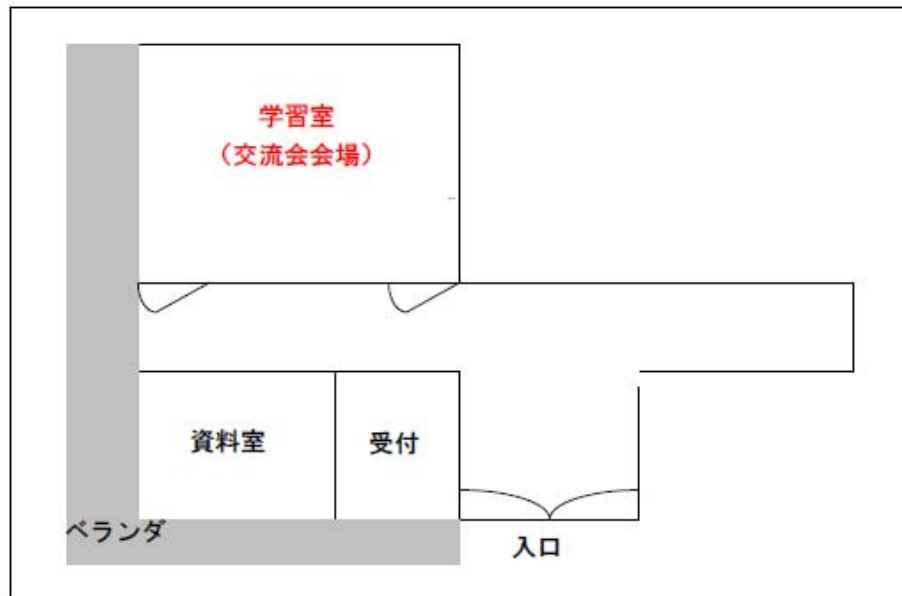 学習室
（交流会会場）
資料室
受付
ベランダ
入口